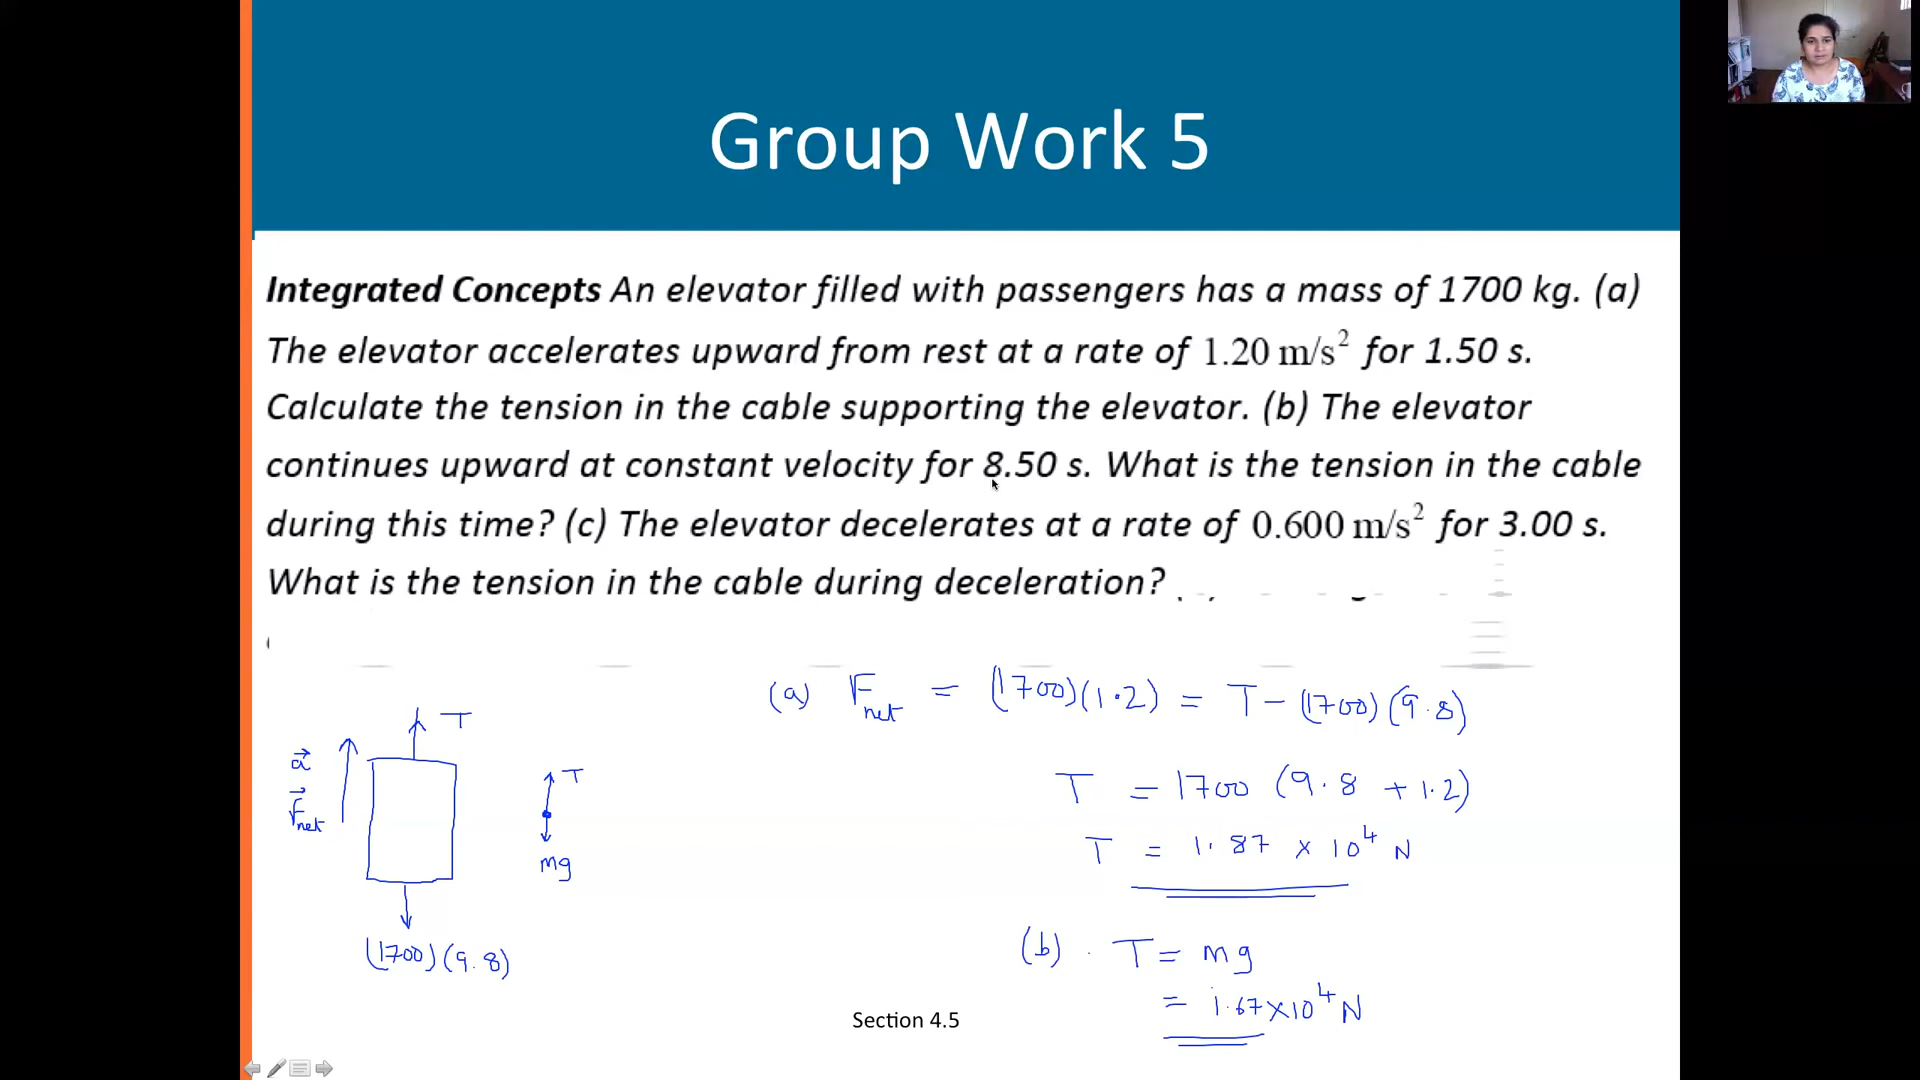 Group Work 5
Integrated Concepts An elevator filled with passengers has a mass of 1700 kg. (a)
The elevator accelerates upward from rest at a rate of 1.20 m/s² for 1.50 s.
Calculate the tension in the cable supporting the elevator. (b) The elevator
continues upward at constant velocity for 8.50 s. What is the tension in the cable
during this time? (c) The elevator decelerates at a rate of 0.600 m/s² for 3.00 s.
What is the tension in the cable during deceleration?
(a) F_net = (1700)(1.2) = T - (1700)(9.8)
T = 1700 (9.8 + 1.2)
T = 1.87 × 10⁴ N
(b) T = mg
= 1.67×10⁴ N
T
a⃗
F⃗_net
(1700)(9.8)
T
mg
Section 4.5